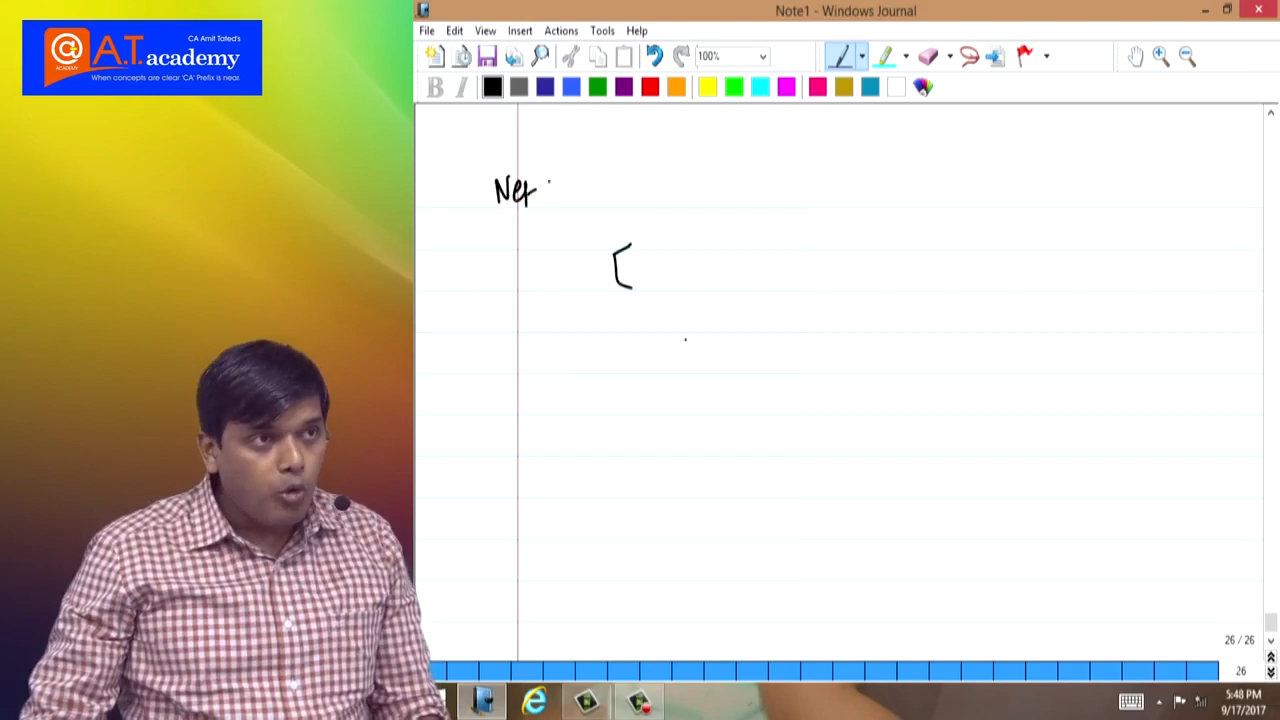 CA Amit Tated's
@ A.T. academy
ACADEMY
When concepts are clear 'CA' Prefix is near.
Note1 - Windows Journal
File Edit View Insert Actions Tools Help
100%
B I
Net
[
26 / 26
26
5:48 PM
9/17/2017